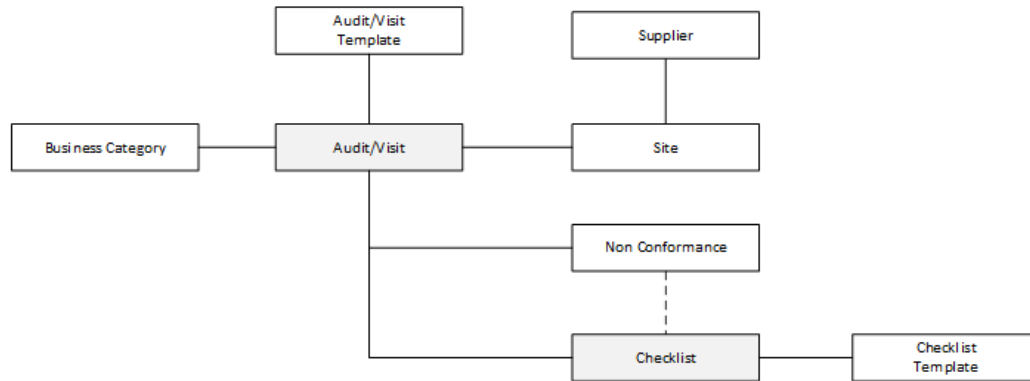 Audit/Visit
Template
Supplier
Business Category
Audit/Visit
Site
Non Conformance
Checklist
Checklist
Template